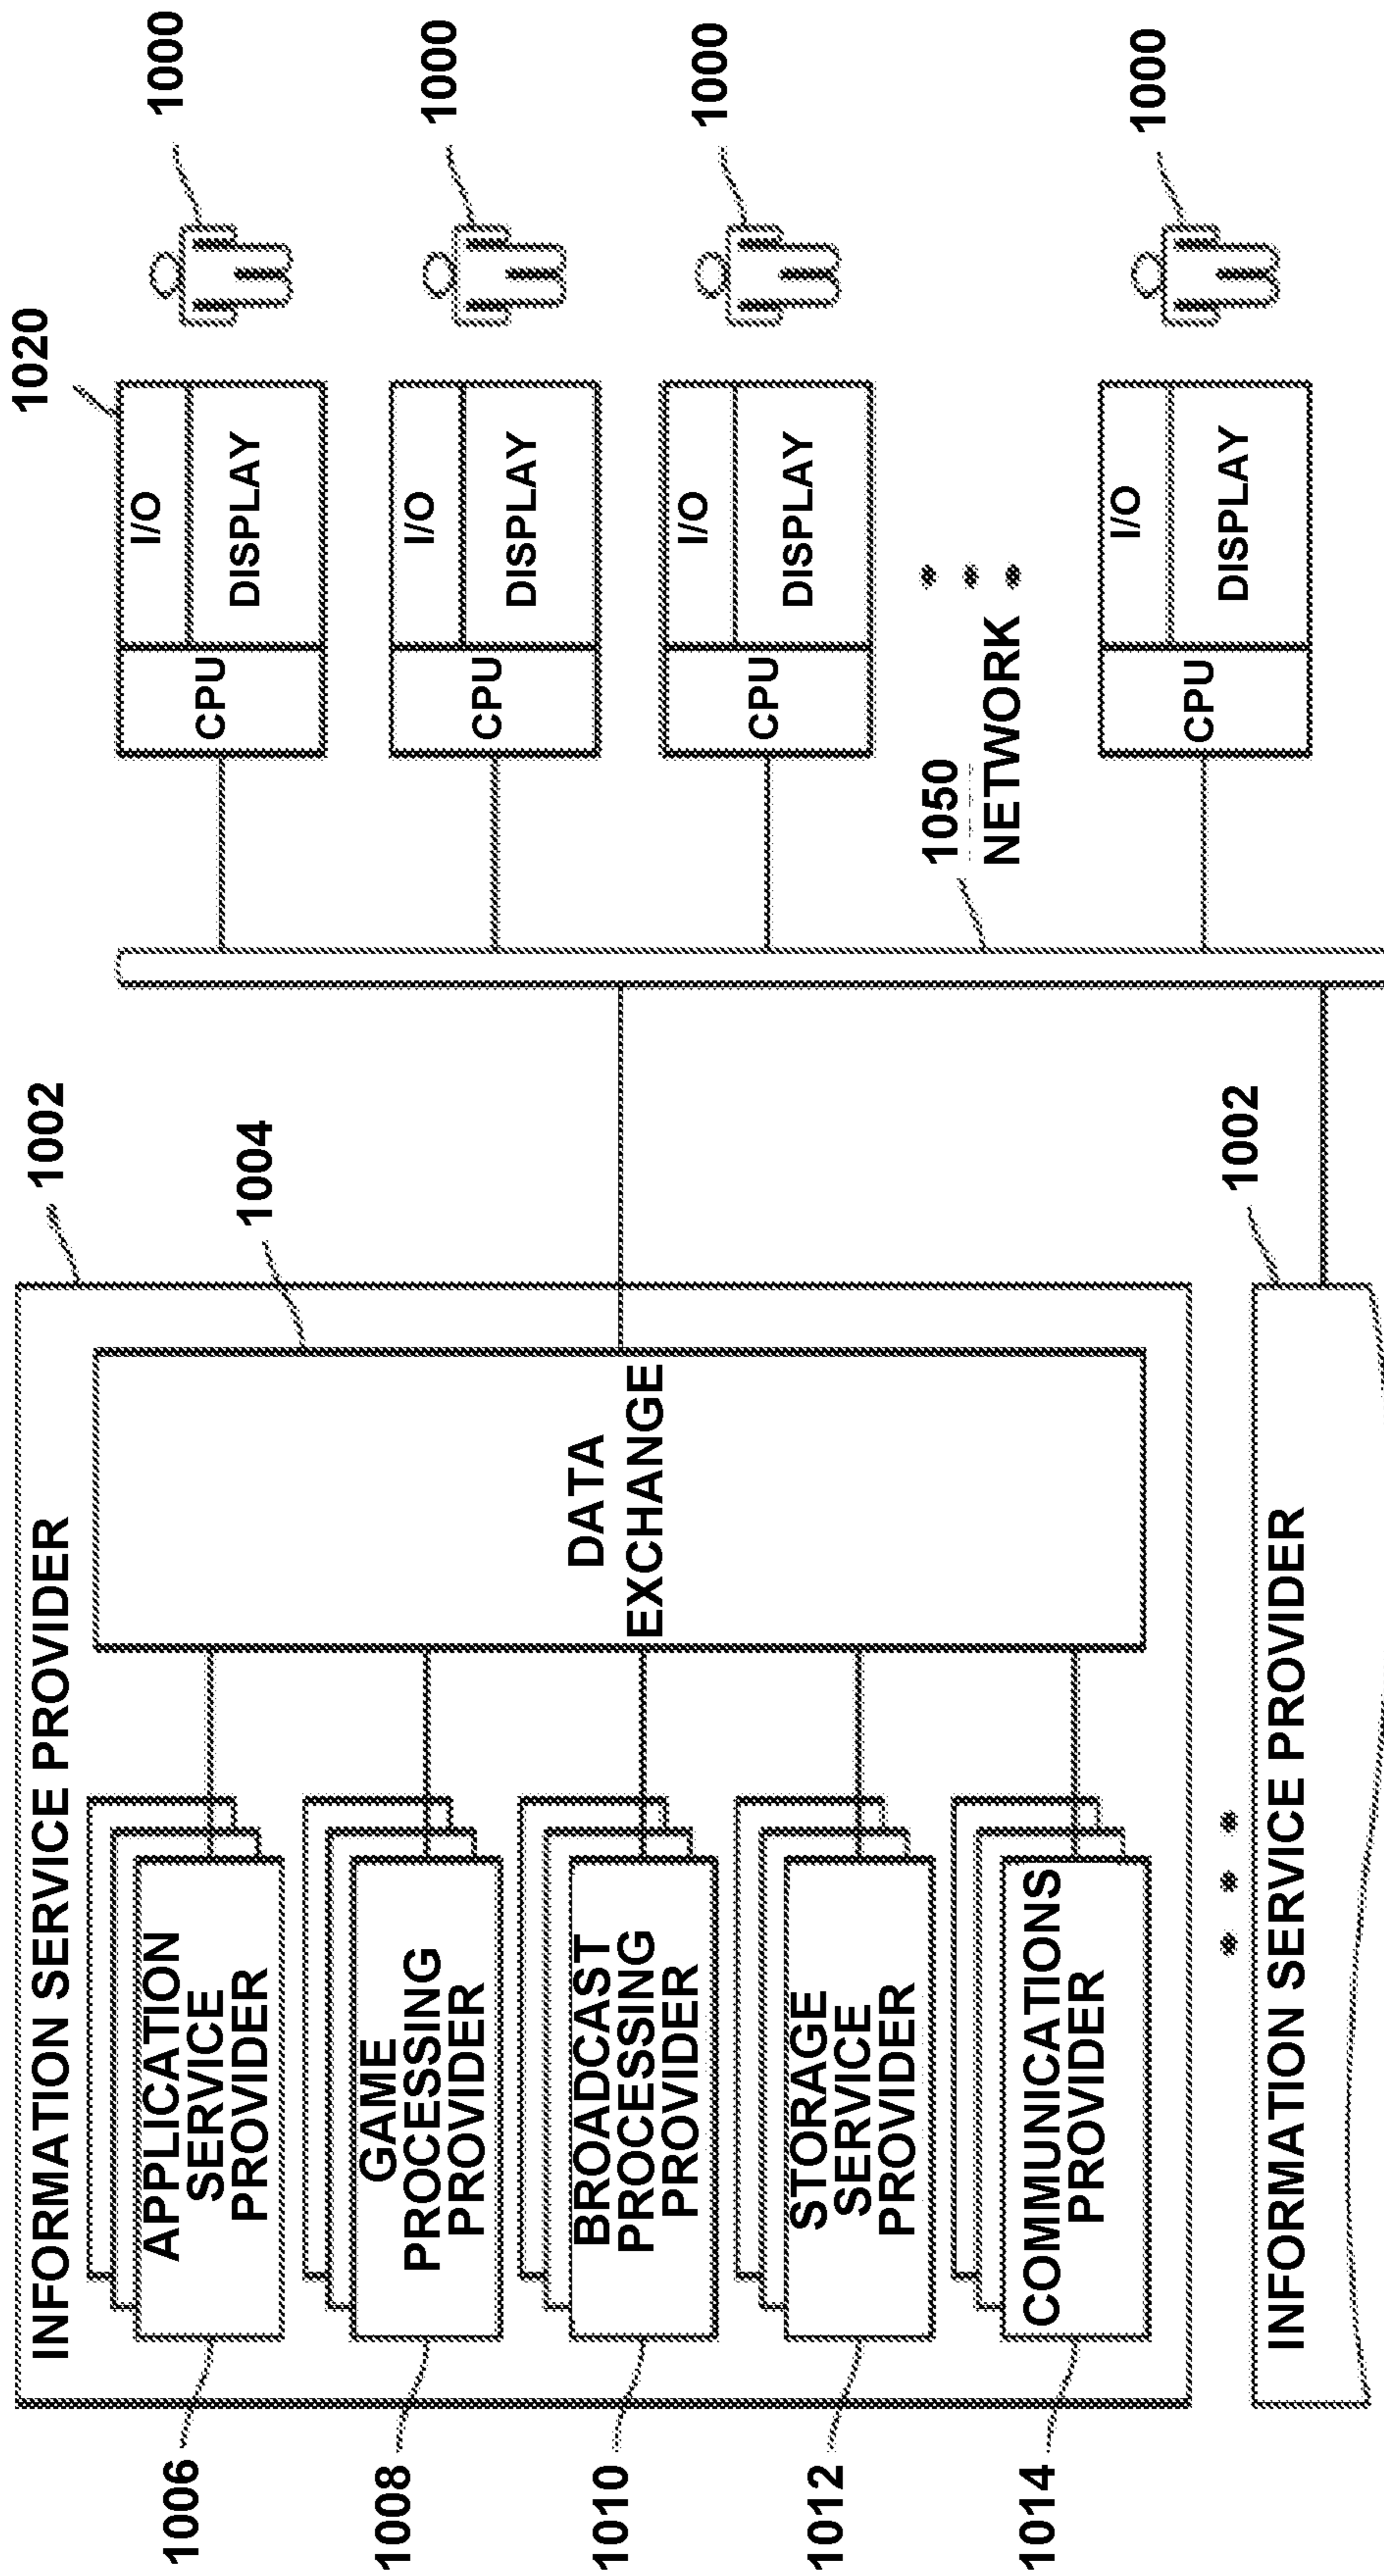 1002
INFORMATION SERVICE PROVIDER
1004
1006
APPLICATION
SERVICE
PROVIDER
1008
GAME
PROCESSING
PROVIDER
1010
BROADCAST
PROCESSING
PROVIDER
1012
STORAGE
SERVICE
PROVIDER
1014
COMMUNICATIONS
PROVIDER
DATA
EXCHANGE
1002
INFORMATION SERVICE PROVIDER
1050
NETWORK
1020
CPU
I/O
DISPLAY
1000
CPU
I/O
DISPLAY
1000
CPU
I/O
DISPLAY
1000
CPU
I/O
DISPLAY
1000